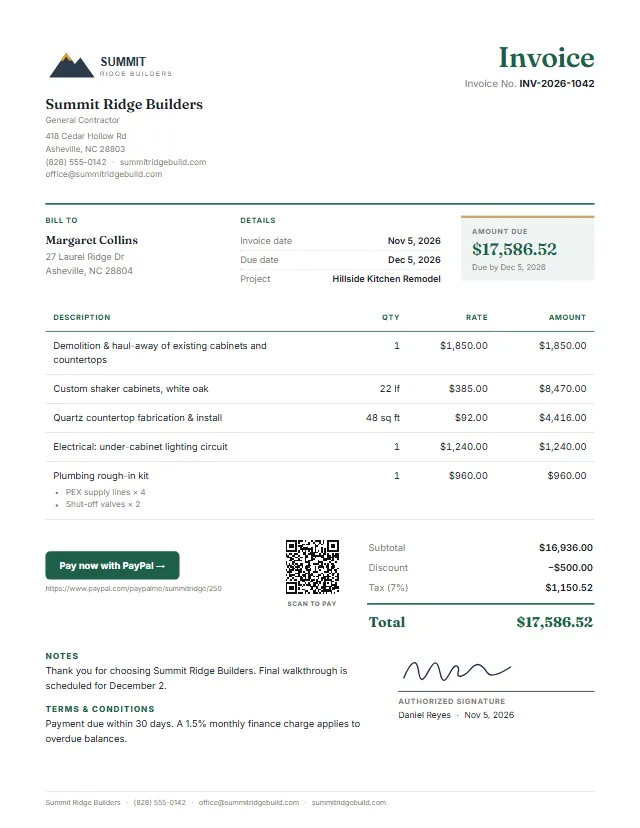 SUMMIT
RIDGE BUILDERS
Invoice
Invoice No. INV-2026-1042
Summit Ridge Builders
General Contractor
418 Cedar Hollow Rd
Asheville, NC 28803
(828) 555-0142 · summitridgebuild.com
office@summitridgebuild.com
BILL TO
Margaret Collins
27 Laurel Ridge Dr
Asheville, NC 28804
DETAILS
Invoice date Nov 5, 2026
Due date Dec 5, 2026
Project Hillside Kitchen Remodel
AMOUNT DUE
$17,586.52
Due by Dec 5, 2026
DESCRIPTION QTY RATE AMOUNT
Demolition & haul-away of existing cabinets and 1 $1,850.00 $1,850.00
countertops
Custom shaker cabinets, white oak 22 lf $385.00 $8,470.00
Quartz countertop fabrication & install 48 sq ft $92.00 $4,416.00
Electrical: under-cabinet lighting circuit 1 $1,240.00 $1,240.00
Plumbing rough-in kit 1 $960.00 $960.00
• PEX supply lines × 4
• Shut-off valves × 2
Pay now with PayPal →
https://www.paypal.com/paypalme/summitridge/250
SCAN TO PAY
Subtotal $16,936.00
Discount −$500.00
Tax (7%) $1,150.52
Total $17,586.52
NOTES
Thank you for choosing Summit Ridge Builders. Final walkthrough is
scheduled for December 2.
TERMS & CONDITIONS
Payment due within 30 days. A 1.5% monthly finance charge applies to
overdue balances.
AUTHORIZED SIGNATURE
Daniel Reyes · Nov 5, 2026
Summit Ridge Builders · (828) 555-0142 · office@summitridgebuild.com · summitridgebuild.com